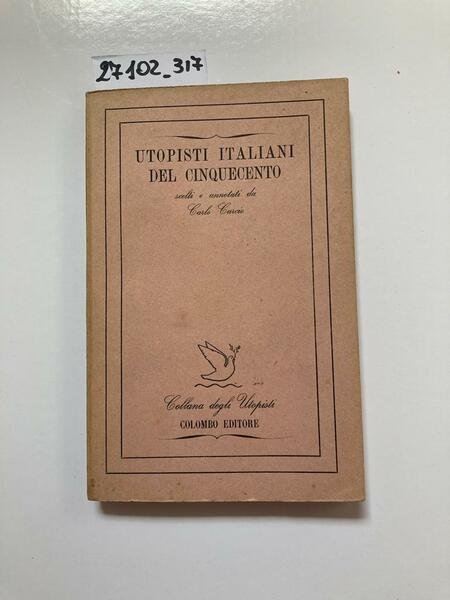 27102_317
UTOPISTI ITALIANI
DEL CINQUECENTO
scelti e annotati da
Carlo Curcio
Collana degli Utopisti
COLOMBO EDITORE